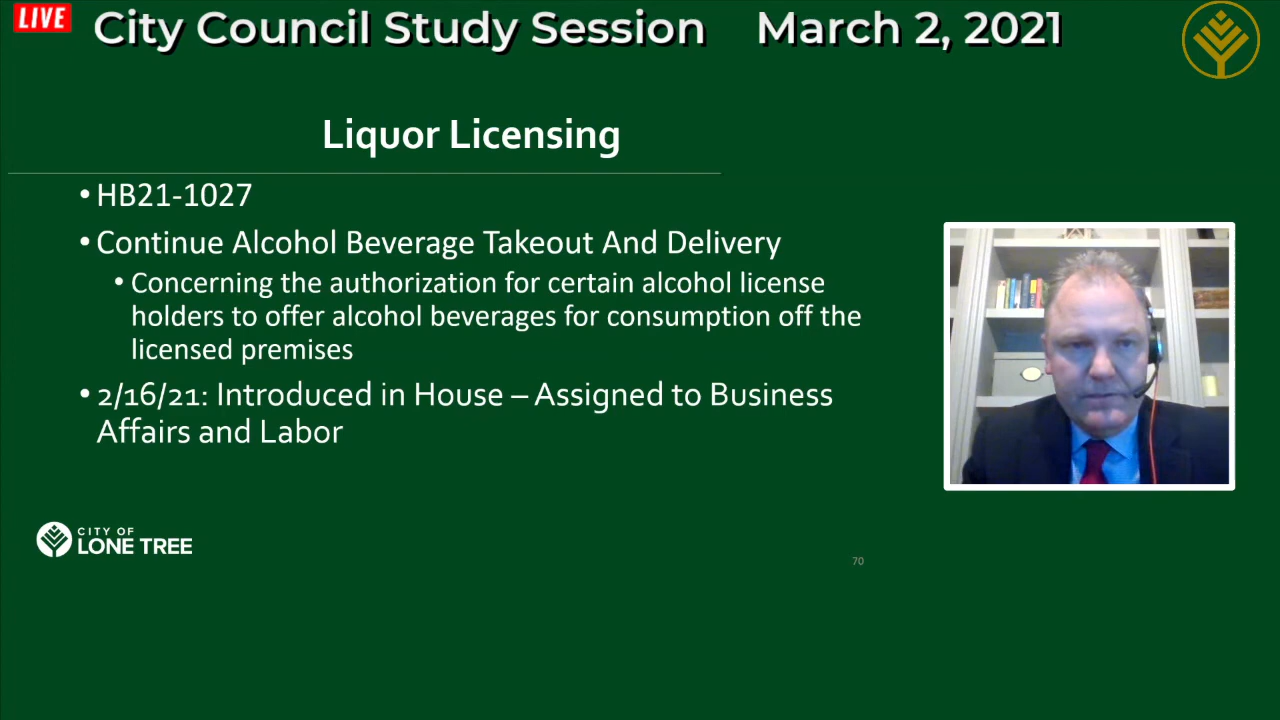 LIVE
City Council Study Session March 2, 2021
Liquor Licensing
• HB21-1027
• Continue Alcohol Beverage Takeout And Delivery
• Concerning the authorization for certain alcohol license
holders to offer alcohol beverages for consumption off the
licensed premises
• 2/16/21: Introduced in House – Assigned to Business
Affairs and Labor
CITY OF
LONE TREE
70